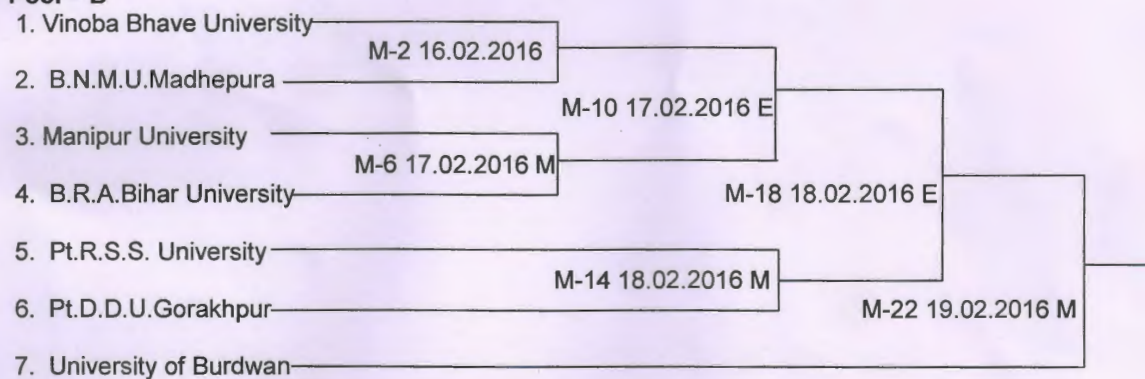 1. Vinoba Bhave University
M-2 16.02.2016
2. B.N.M.U.Madhepura
M-10 17.02.2016 E
3. Manipur University
M-6 17.02.2016 M
4. B.R.A.Bihar University
M-18 18.02.2016 E
5. Pt.R.S.S. University
M-14 18.02.2016 M
6. Pt.D.D.U.Gorakhpur
M-22 19.02.2016 M
7. University of Burdwan